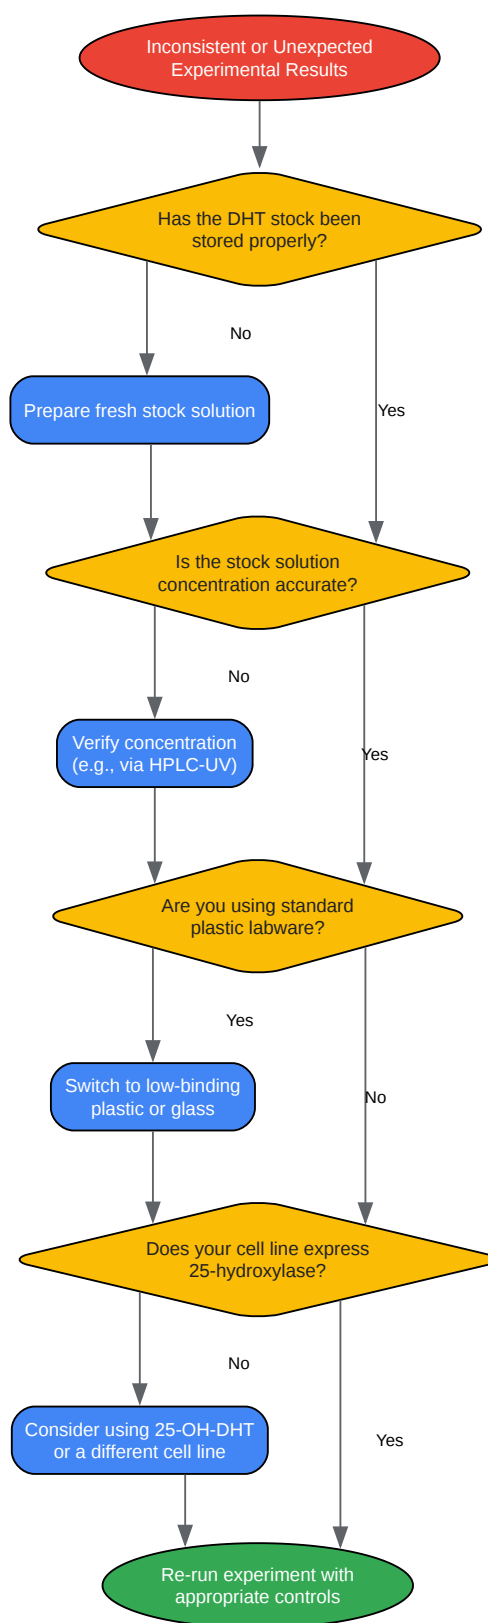 Inconsistent or Unexpected
Experimental Results
Has the DHT stock been
stored properly?
No
Prepare fresh stock solution
Yes
Is the stock solution
concentration accurate?
No
Verify concentration
(e.g., via HPLC-UV)
Yes
Are you using standard
plastic labware?
Yes
Switch to low-binding
plastic or glass
No
Does your cell line express
25-hydroxylase?
No
Consider using 25-OH-DHT
or a different cell line
Yes
Re-run experiment with
appropriate controls